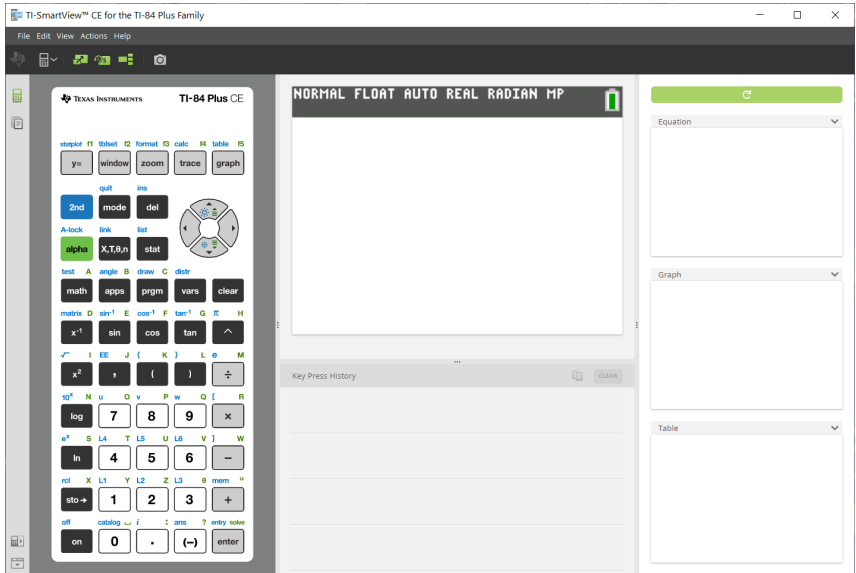 TI-SmartView™ CE for the TI-84 Plus Family
File Edit View Actions Help
TEXAS INSTRUMENTS TI-84 Plus CE
statplot f1 tblset f2 format f3 calc f4 table f5
y= window zoom trace graph
quit ins
2nd mode del
A-lock link list
alpha X,T,θ,n stat
test A angle B draw C distr
math apps prgm vars clear
matrix D sin⁻¹ E cos⁻¹ F tan⁻¹ G π H
x⁻¹ sin cos tan ^
√ I EE J { K } L e M
x² , ( ) ÷
10ˣ N u O v P w Q [ R
log 7 8 9 ×
eˣ S L4 T L5 U L6 V ] W
ln 4 5 6 −
rcl X L1 Y L2 Z L3 θ mem "
sto→ 1 2 3 +
off catalog ⎵ i : ans ? entry solve
on 0 . (−) enter
NORMAL FLOAT AUTO REAL RADIAN MP
Key Press History CLEAR
Equation
Graph
Table